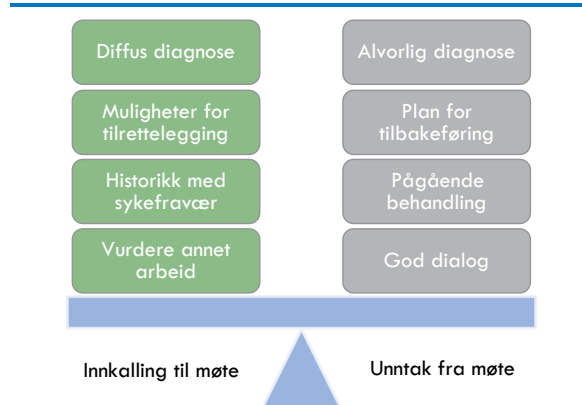 Diffus diagnose
Muligheter for
tilrettelegging
Historikk med
sykefravær
Vurdere annet
arbeid
Alvorlig diagnose
Plan for
tilbakeføring
Pågående
behandling
God dialog
Innkalling til møte
Unntak fra møte